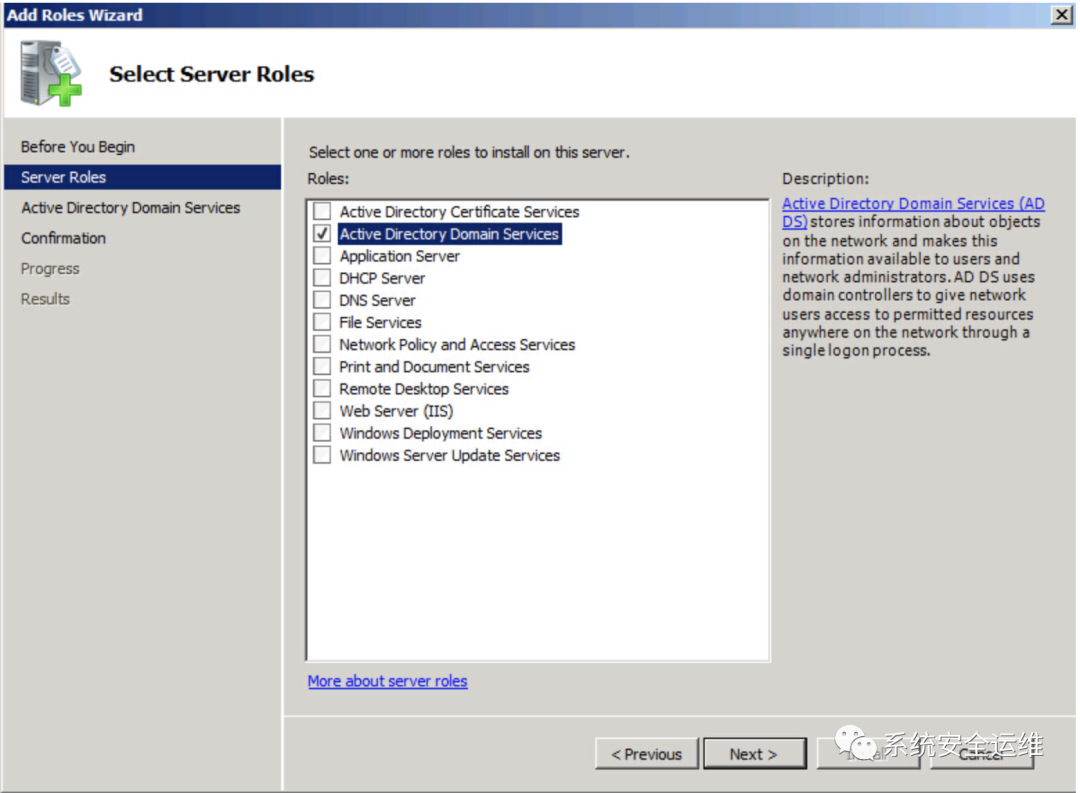 Add Roles Wizard
Select Server Roles
Before You Begin
Server Roles
Active Directory Domain Services
Confirmation
Progress
Results
Select one or more roles to install on this server.
Roles:
Active Directory Certificate Services
Active Directory Domain Services
Application Server
DHCP Server
DNS Server
File Services
Network Policy and Access Services
Print and Document Services
Remote Desktop Services
Web Server (IIS)
Windows Deployment Services
Windows Server Update Services
More about server roles
Description:
Active Directory Domain Services (AD
DS) stores information about objects
on the network and makes this
information available to users and
network administrators. AD DS uses
domain controllers to give network
users access to permitted resources
anywhere on the network through a
single logon process.
< Previous
Next >
Install
Cancel
系统安全运维